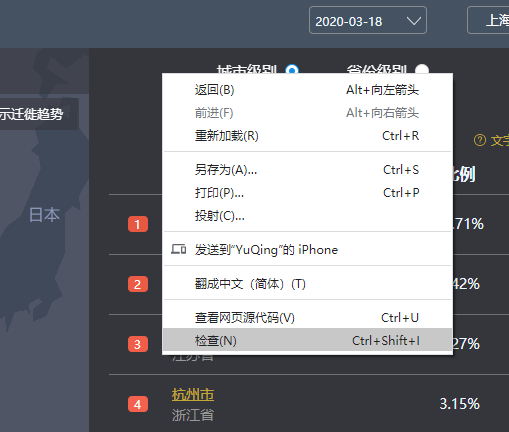 2020-03-18
上海
城市级别
省份级别
返回(B) Alt+向左箭头
示迁徙趋势
前进(F) Alt+向右箭头
重新加载(R) Ctrl+R
文字
另存为(A)... Ctrl+S
比例
打印(P)... Ctrl+P
投射(C)...
日本
1
.71%
发送到“YuQing”的 iPhone
翻成中文（简体）(T)
2
.42%
查看网页源代码(V) Ctrl+U
检查(N) Ctrl+Shift+I
3
.27%
江苏省
杭州市
4
3.15%
浙江省